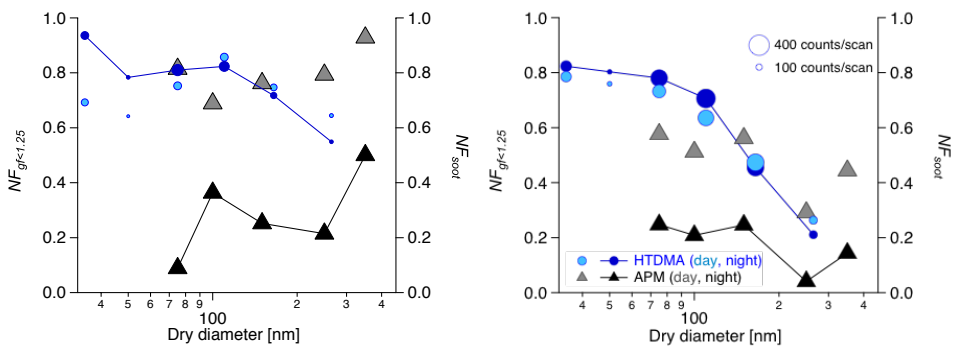 1.0
0.8
0.6
0.4
0.2
0.0
NFgf<1.25
1.0
0.8
0.6
0.4
0.2
0.0
NFsoot
4 5 6 7 8 9 100 2 3 4
Dry diameter [nm]
1.0
0.8
0.6
0.4
0.2
0.0
NFgf<1.25
400 counts/scan
100 counts/scan
HTDMA (day, night)
APM (day, night)
1.0
0.8
0.6
0.4
0.2
0.0
NFsoot
4 5 6 7 8 9 100 2 3 4
Dry diameter [nm]